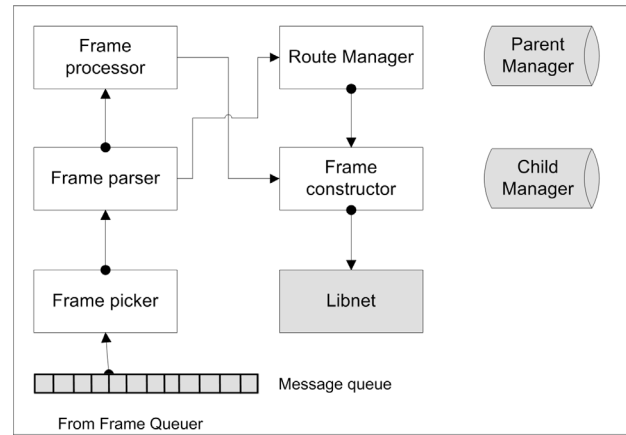 Frame
processor
Route Manager
Parent
Manager
Frame parser
Frame
constructor
Child
Manager
Frame picker
Libnet
Message queue
From Frame Queuer